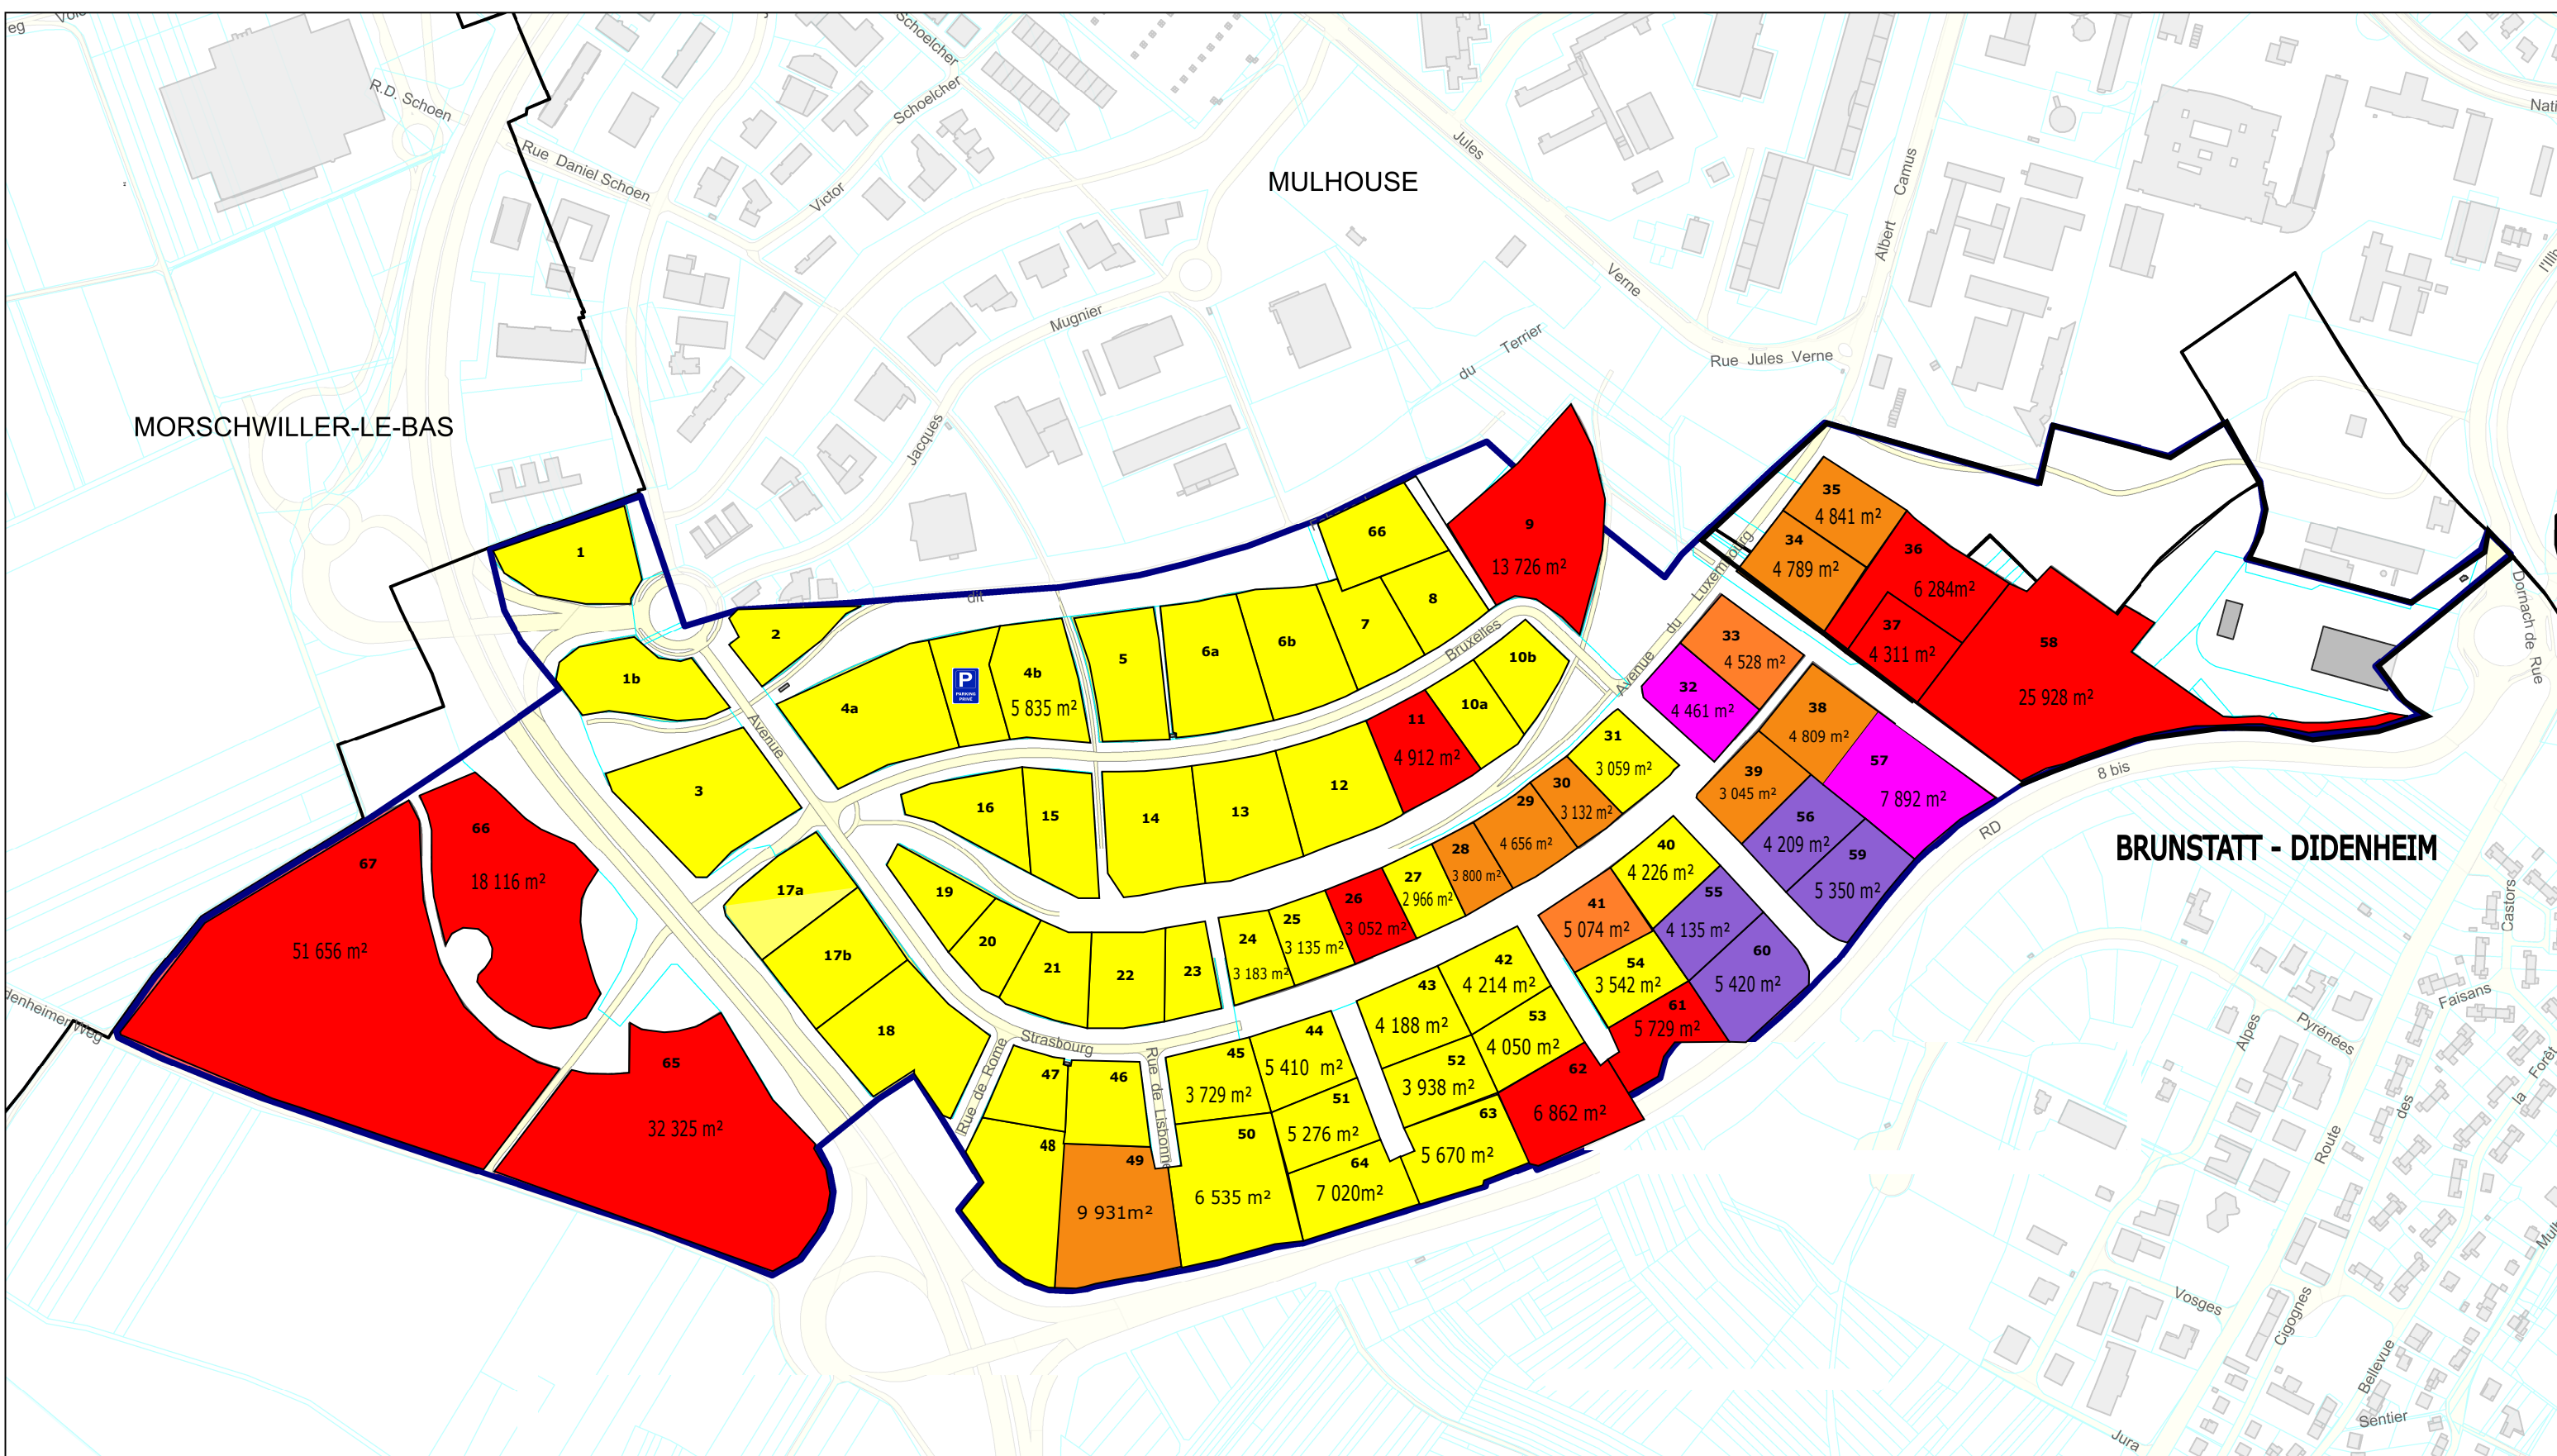 eg
R.D. Schoen
Rue Daniel Schoen
Schoelcher
Schoelcher
Victor
MULHOUSE
Jules
Verne
Rue Jules Verne
Albert Camus
du Terrier
Mugnier
Jacques
MORSCHWILLER-LE-BAS
dit
Avenue
Bruxelles
Avenue du Luxembourg
Dornach de Rue
8 bis
RD
BRUNSTATT - DIDENHEIM
Castors
Faisans
Pyrénées
Alpes
la Forêt
Route
des
Vosges
Cigognes
Bellevue
Sentier
Jura
Strasbourg
Rue de Rome
Rue de Lisbonne
denheimer Weg
1
1b
2
3
4a
P
PARKING
PRIVÉ
4b
5 835 m²
5
6a
6b
7
8
66
9
13 726 m²
10a
10b
11
4 912 m²
12
13
14
15
16
17a
17b
18
19
20
21
22
23
24
3 183 m²
25
3 135 m²
26
3 052 m²
27
2 966 m²
28
3 800 m²
29
4 656 m²
30
3 132 m²
31
3 059 m²
32
4 461 m²
33
4 528 m²
34
4 789 m²
35
4 841 m²
36
6 284m²
37
4 311 m²
58
25 928 m²
38
4 809 m²
39
3 045 m²
57
7 892 m²
56
4 209 m²
59
5 350 m²
40
4 226 m²
41
5 074 m²
55
4 135 m²
60
5 420 m²
54
3 542 m²
61
5 729 m²
42
4 214 m²
43
4 188 m²
53
4 050 m²
52
3 938 m²
62
6 862 m²
63
5 670 m²
44
5 410 m²
45
3 729 m²
51
5 276 m²
50
6 535 m²
64
7 020m²
46
47
48
49
9 931m²
66
18 116 m²
67
51 656 m²
65
32 325 m²